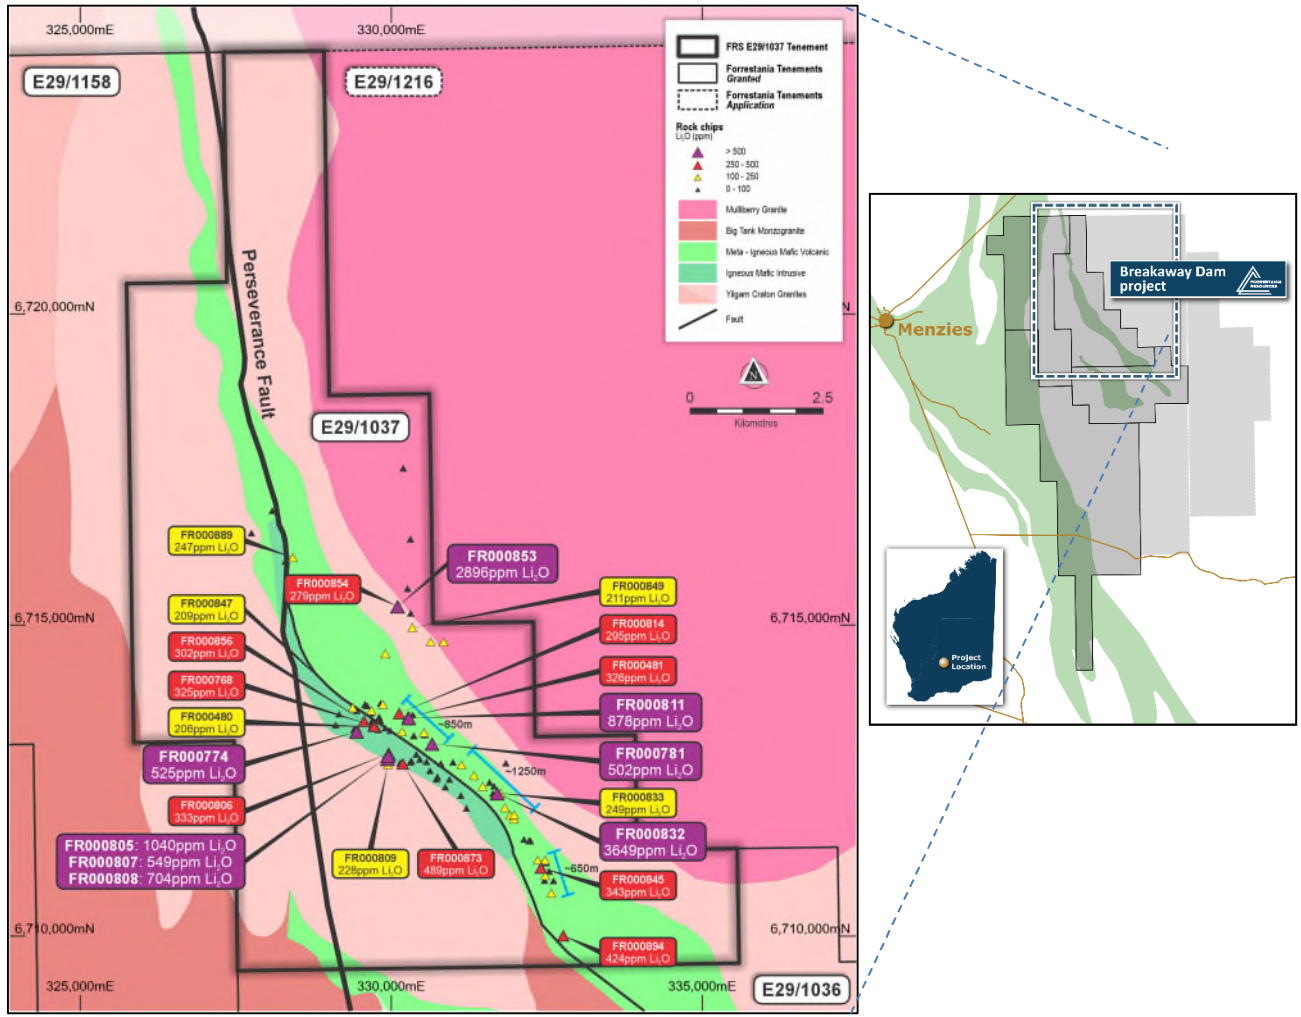 325,000mE
330,000mE
E29/1158
E29/1216
FRS E29/1037 Tenement
Forrestania Tenements
Granted
Forrestania Tenements
Application
Rock chips
Li₂O (ppm)
> 500
250 - 500
100 - 250
0 - 100
Mulliberry Granite
Big Tank Monzogranite
Meta - Igneous Mafic Volcanic
Igneous Mafic Intrusive
Yilgarn Craton Granites
Fault
N
0
2.5
Kilometres
6,720,000mN
mN
Perseverance Fault
E29/1037
FR000889
247ppm Li₂O
FR000853
2896ppm Li₂O
FR000854
279ppm Li₂O
FR000849
211ppm Li₂O
FR000847
209ppm Li₂O
6,715,000mN
6,715,000mN
FR000814
295ppm Li₂O
FR000856
302ppm Li₂O
FR000481
326ppm Li₂O
FR000768
325ppm Li₂O
FR000811
878ppm Li₂O
FR000480
206ppm Li₂O
~850m
FR000774
525ppm Li₂O
FR000781
502ppm Li₂O
~1250m
FR000806
333ppm Li₂O
FR000833
249ppm Li₂O
FR000832
3649ppm Li₂O
FR000805: 1040ppm Li₂O
FR000807: 549ppm Li₂O
FR000808: 704ppm Li₂O
FR000809
228ppm Li₂O
FR000873
489ppm Li₂O
~650m
FR000845
343ppm Li₂O
6,710,000mN
6,710,000mN
FR000894
424ppm Li₂O
325,000mE
330,000mE
335,000mE
E29/1036
Breakaway Dam
project
FORRESTANIA
RESOURCES
Menzies
Project
Location